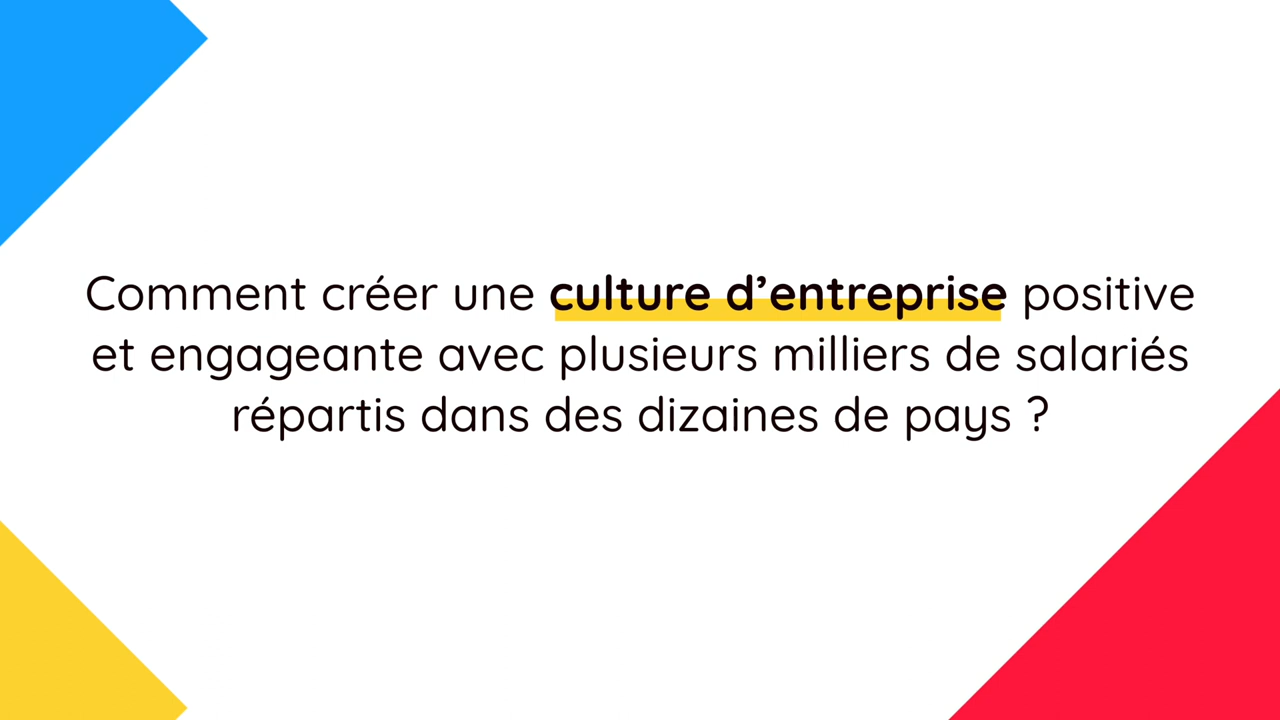 Comment créer une culture d’entreprise positive
et engageante avec plusieurs milliers de salariés
répartis dans des dizaines de pays ?